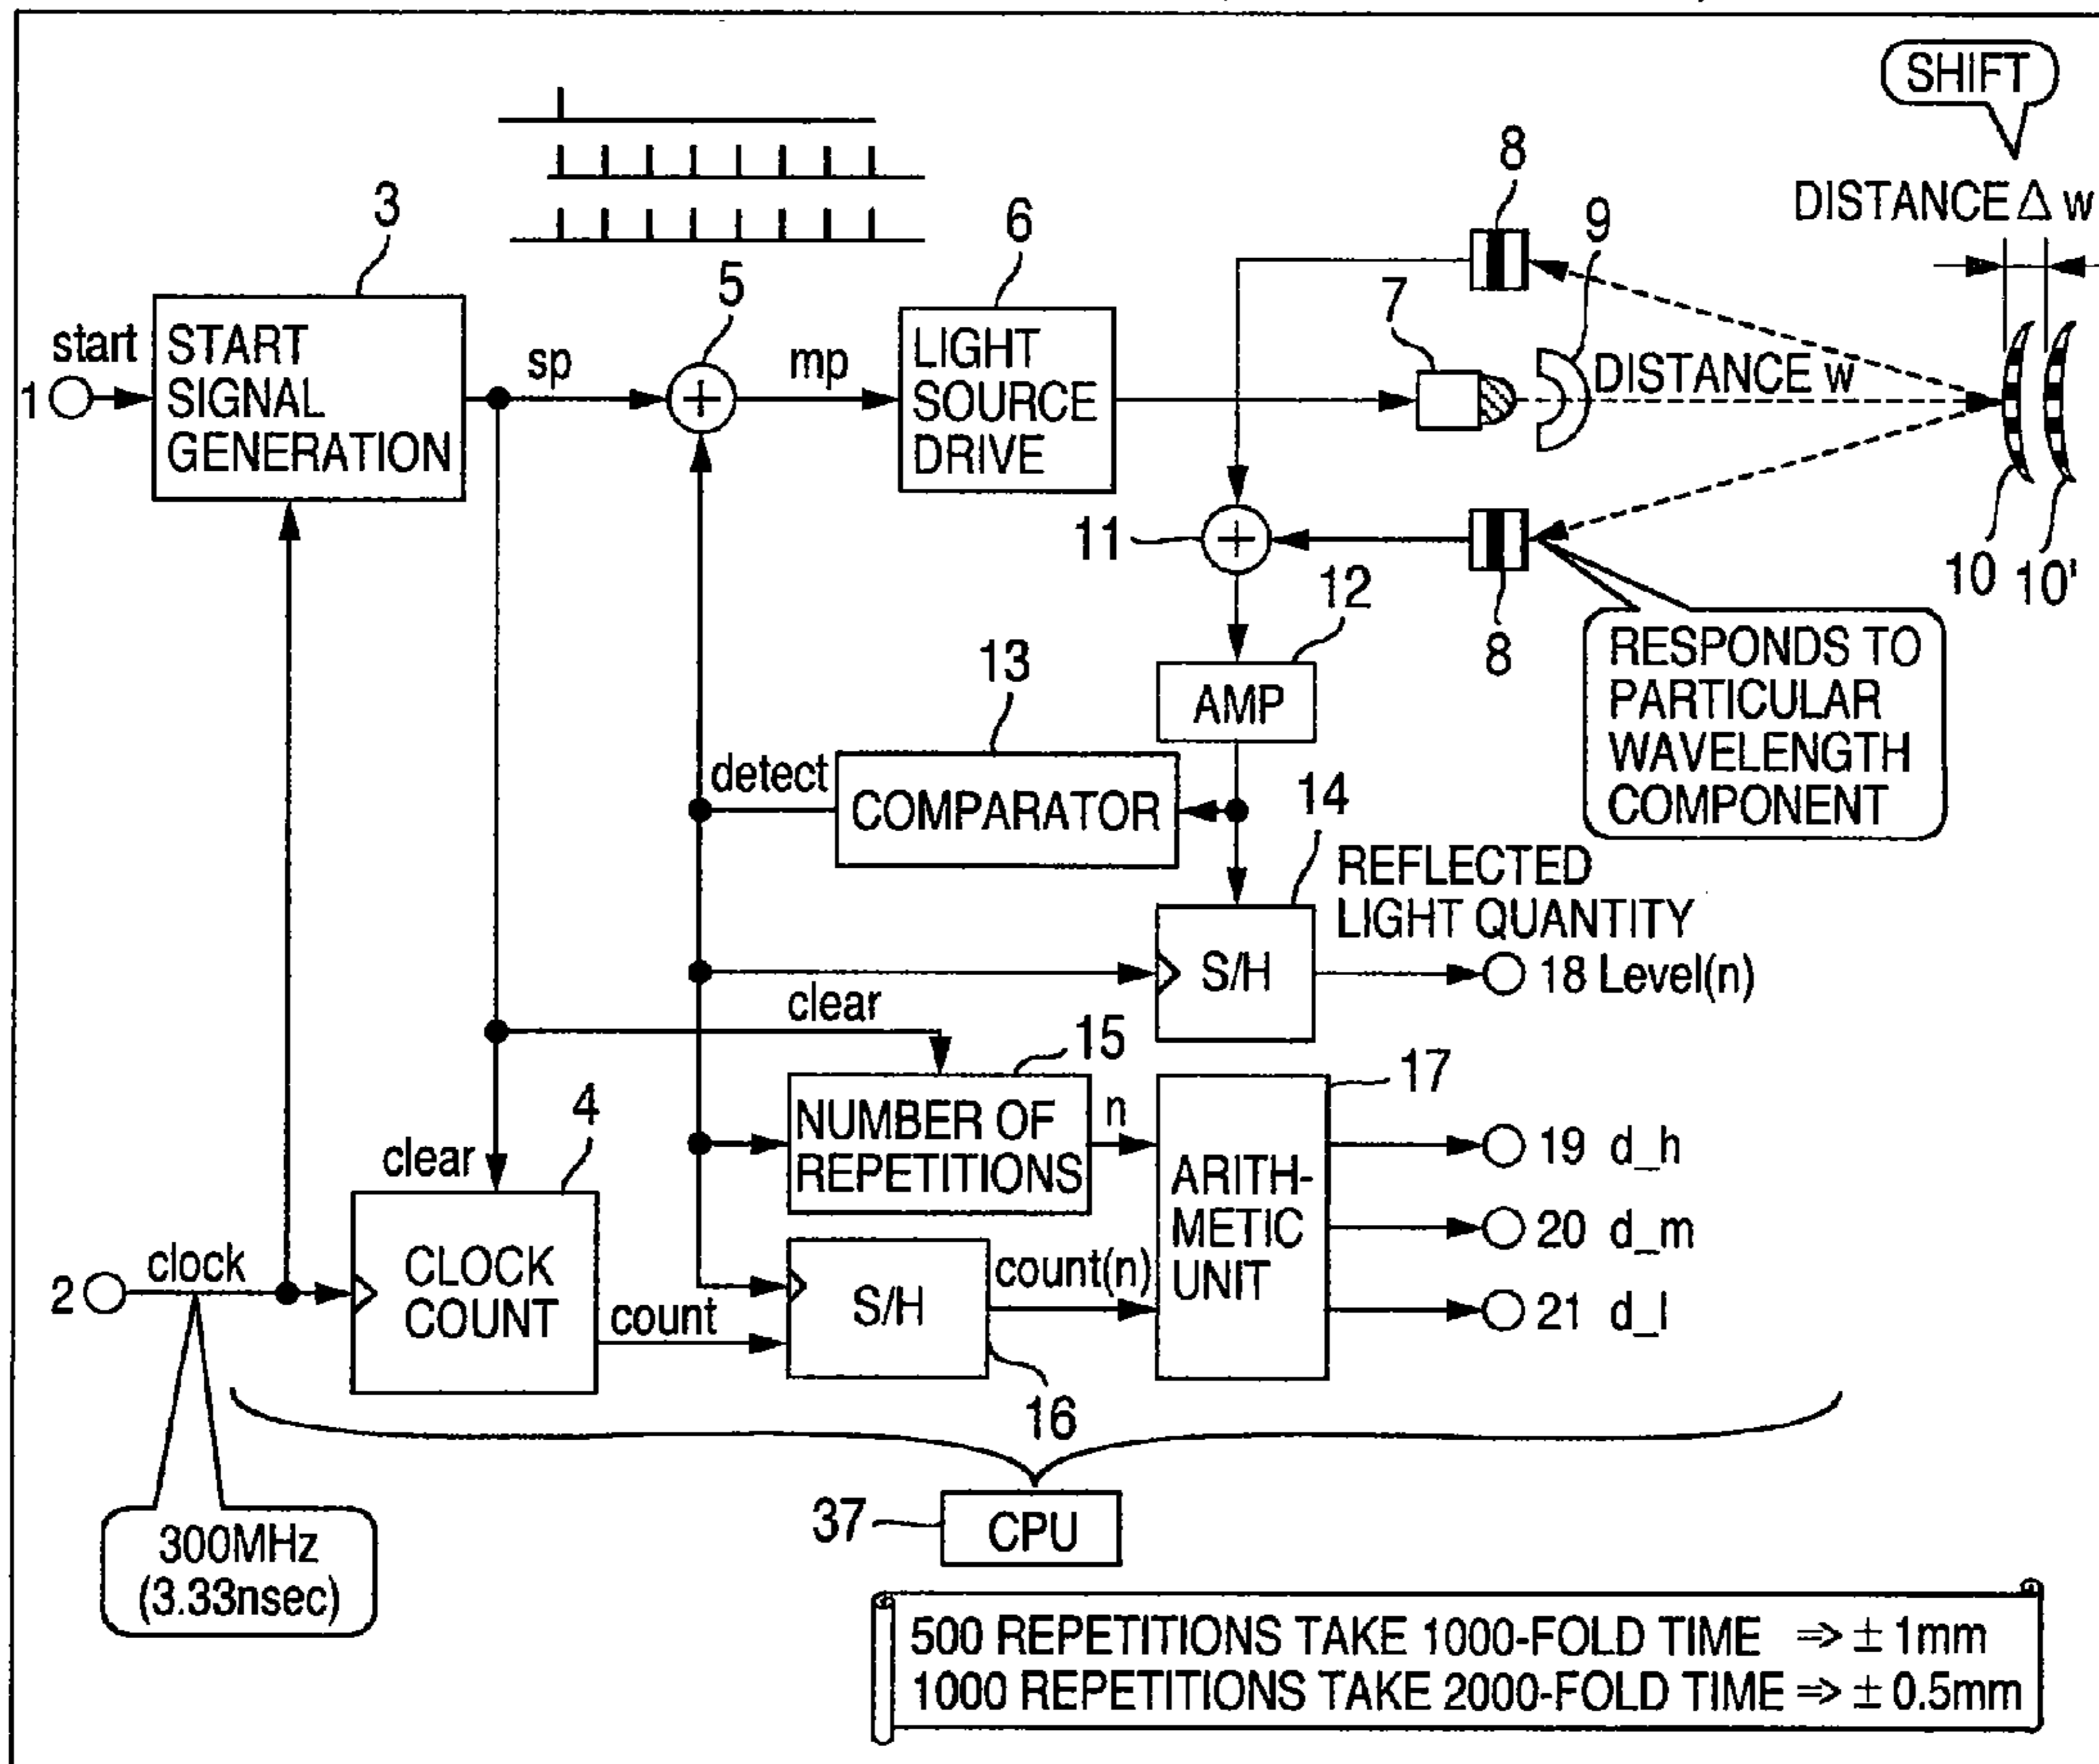 SHIFT
DISTANCE Δ w
3
5
6
8
9
7
start
START
SIGNAL
GENERATION
sp
mp
LIGHT
SOURCE
DRIVE
DISTANCE w
1
11
8
10 10'
12
AMP
RESPONDS TO
PARTICULAR
WAVELENGTH
COMPONENT
13
detect
COMPARATOR
14
REFLECTED
LIGHT QUANTITY
S/H
18 Level(n)
clear
15
17
NUMBER OF
REPETITIONS
n
ARITH-
METIC
UNIT
19 d_h
20 d_m
21 d_l
clear
4
2
clock
CLOCK
COUNT
count
S/H
count(n)
16
300MHz
(3.33nsec)
37
CPU
500 REPETITIONS TAKE 1000-FOLD TIME => ± 1mm
1000 REPETITIONS TAKE 2000-FOLD TIME => ± 0.5mm